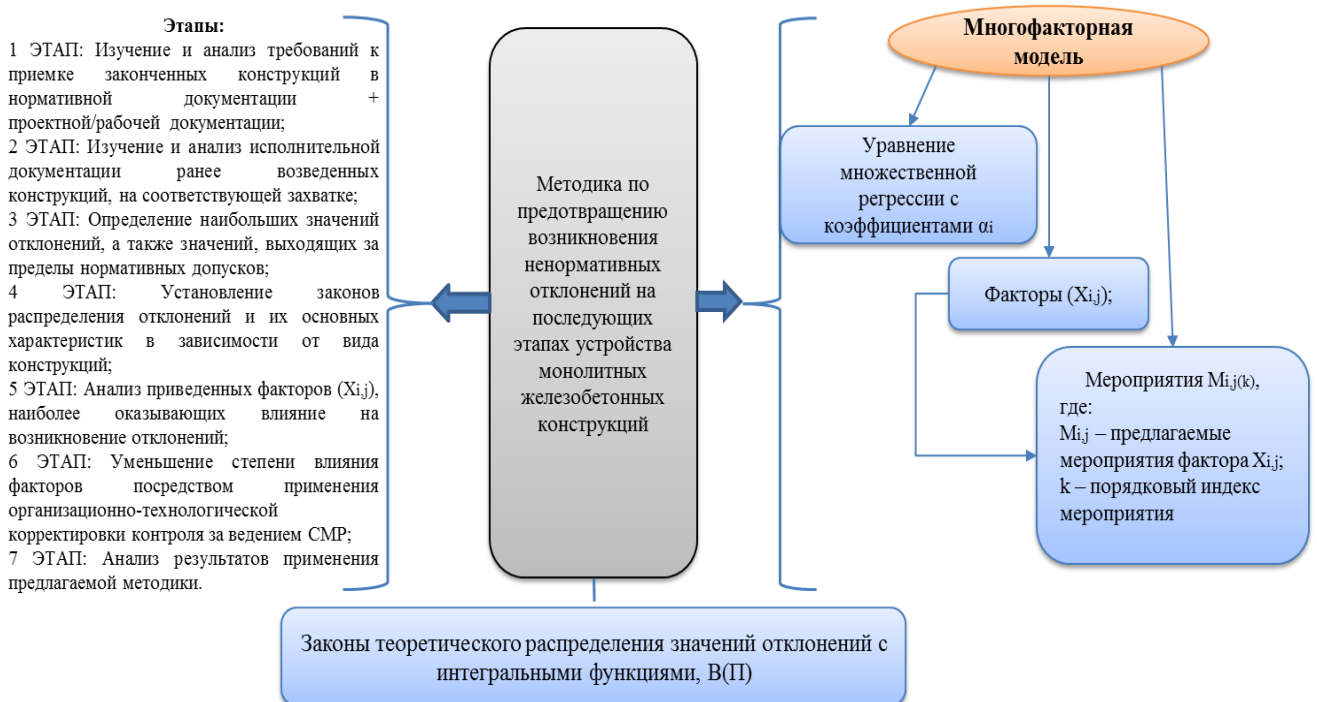 Этапы:
1 ЭТАП: Изучение и анализ требований к
приемке законченных конструкций в
нормативной документации +
проектной/рабочей документации;
2 ЭТАП: Изучение и анализ исполнительной
документации ранее возведенных
конструкций, на соответствующей захватке;
3 ЭТАП: Определение наибольших значений
отклонений, а также значений, выходящих за
пределы нормативных допусков;
4 ЭТАП: Установление законов
распределения отклонений и их основных
характеристик в зависимости от вида
конструкций;
5 ЭТАП: Анализ приведенных факторов (Xi,j),
наиболее оказывающих влияние на
возникновение отклонений;
6 ЭТАП: Уменьшение степени влияния
факторов посредством применения
организационно-технологической
корректировки контроля за ведением СМР;
7 ЭТАП: Анализ результатов применения
предлагаемой методики.
Методика по
предотвращению
возникновения
ненормативных
отклонений на
последующих
этапах устройства
монолитных
железобетонных
конструкций
Многофакторная
модель
Уравнение
множественной
регрессии с
коэффициентами αi
Факторы (Xi,j);
Мероприятия Mi,j(k),
где:
Mi,j – предлагаемые
мероприятия фактора Xi,j;
k – порядковый индекс
мероприятия
Законы теоретического распределения значений отклонений с
интегральными функциями, В(П)